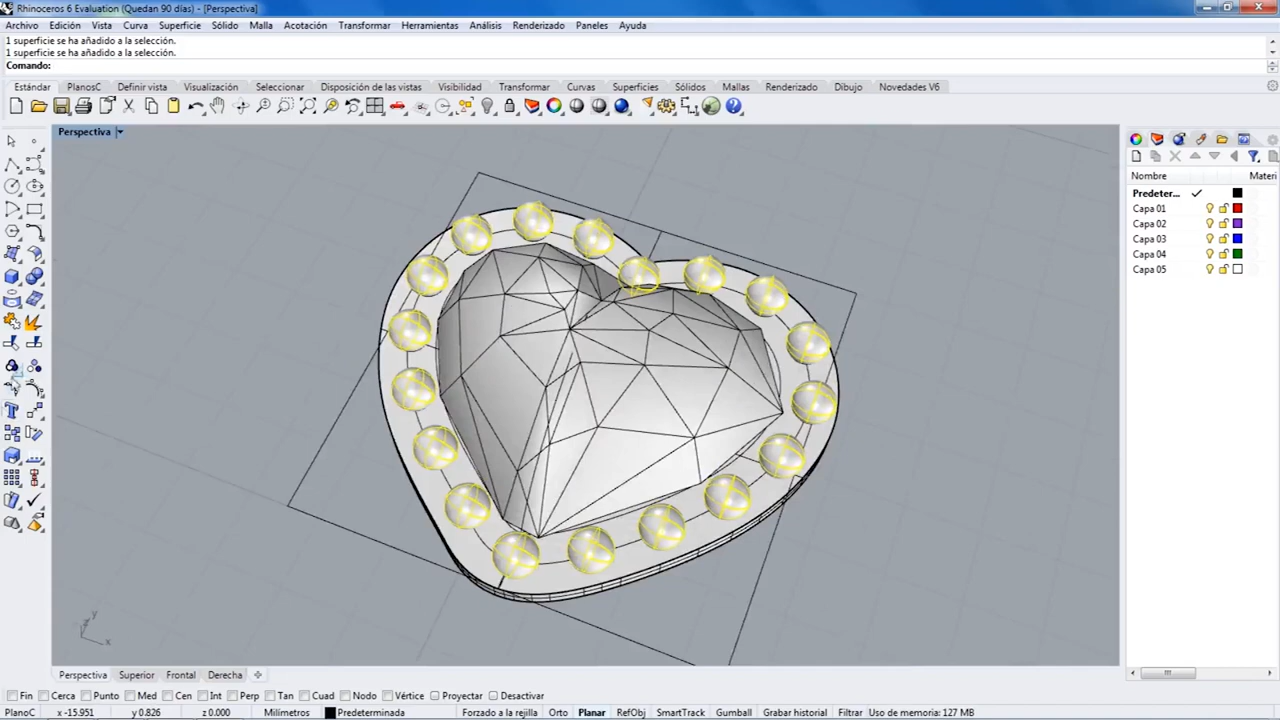 Rhinoceros 6 Evaluation (Quedan 90 días) - [Perspectiva]
Archivo Edición Vista Curva Superficie Sólido Malla Acotación Transformar Herramientas Análisis Renderizado Paneles Ayuda
1 superficie se ha añadido a la selección.
1 superficie se ha añadido a la selección.
Comando:
Estándar PlanosC Definir vista Visualización Seleccionar Disposición de las vistas Visibilidad Transformar Curvas Superficies Sólidos Mallas Renderizado Dibujo Novedades V6
Perspectiva
Nombre Materi
Predeter...
Capa 01
Capa 02
Capa 03
Capa 04
Capa 05
y
x
Perspectiva Superior Frontal Derecha
Fin Cerca Punto Med Cen Int Perp Tan Cuad Nodo Vértice Proyectar Desactivar
PlanoC x -15.951 y 0.826 z 0.000 Milímetros Predeterminada Forzado a la rejilla Orto Planar RefObj SmartTrack Gumball Grabar historial Filtrar Uso de memoria: 127 MB